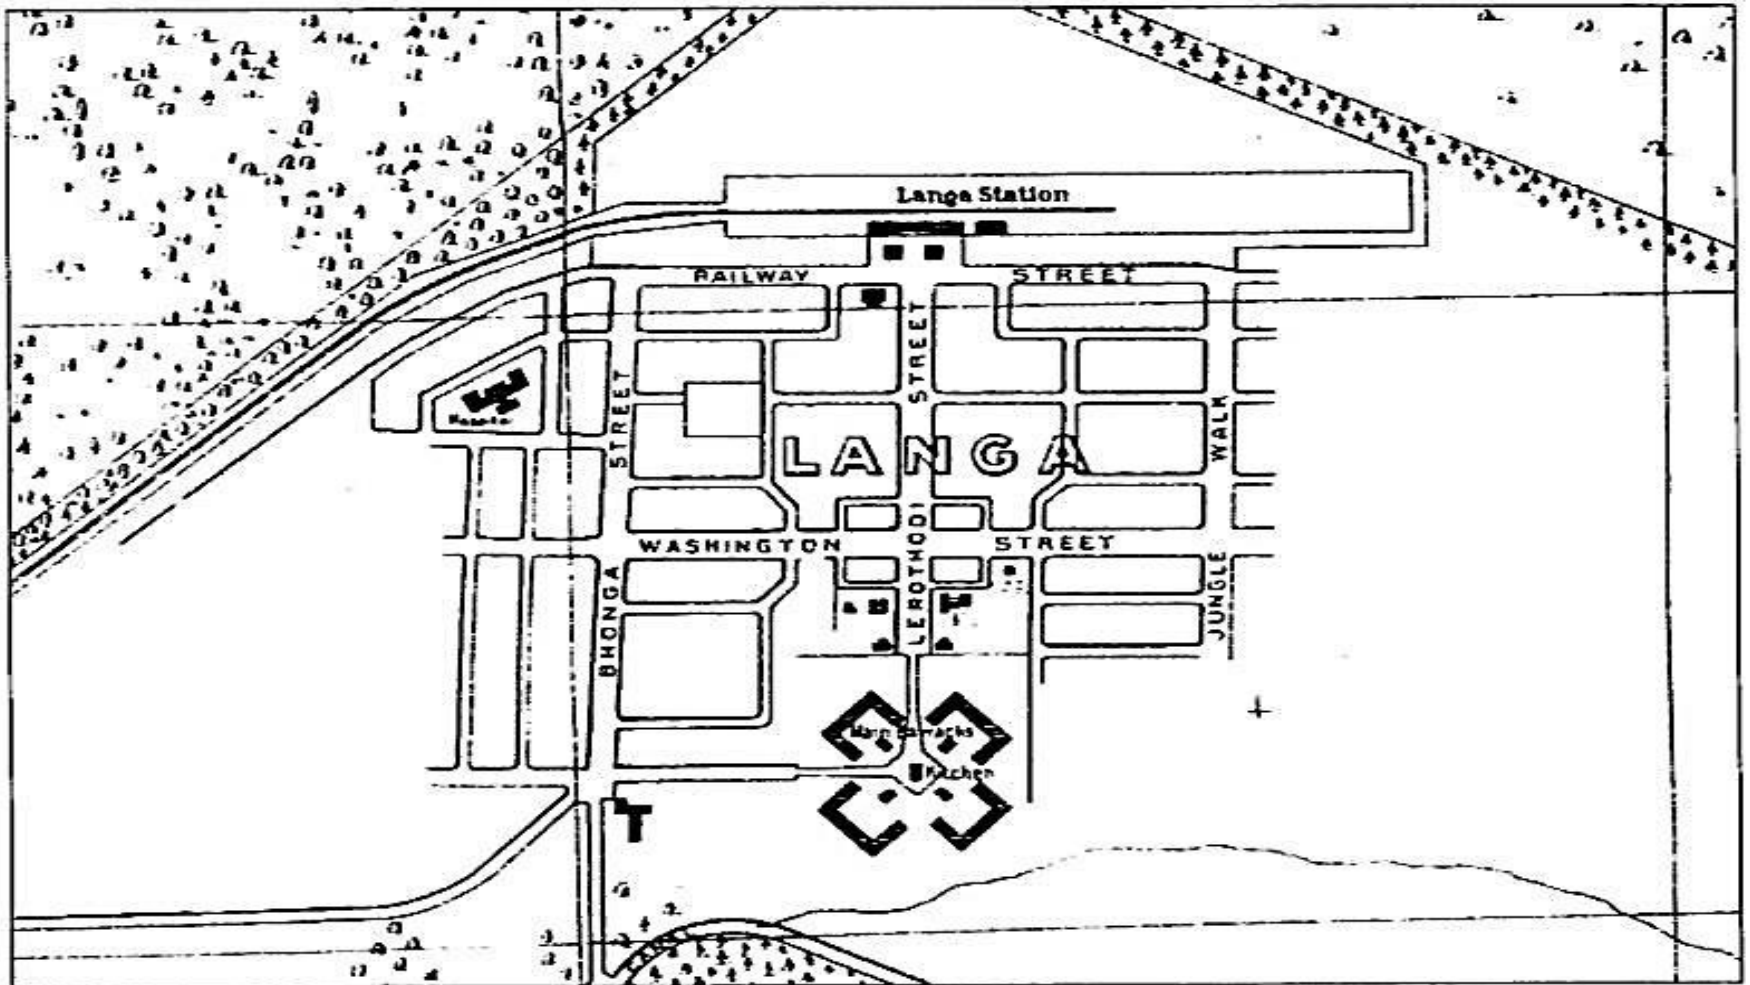 Langa Station
RAILWAY STREET
STREET
STREET
WALK
LANGA
LEROTHODI
WASHINGTON STREET
BHONGA
JUNGLE
Main Barracks
Kitchen